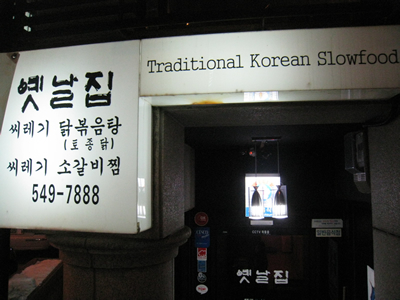 옛날집
씨레기 닭볶음탕
(토종닭)
씨레기 소갈비찜
549-7888
Traditional Korean Slowfood
옛날집